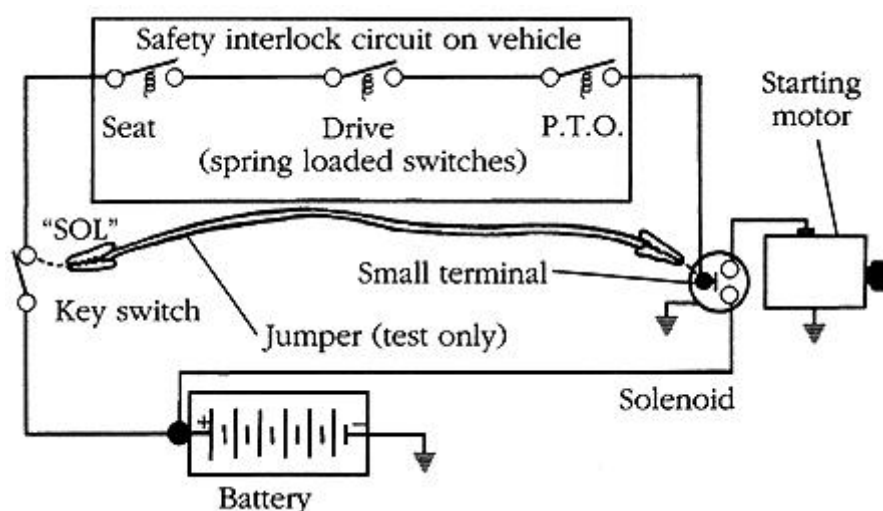 Safety interlock circuit on vehicle
Seat
Drive
P.T.O.
(spring loaded switches)
Starting
motor
“SOL”
Small terminal
Key switch
Jumper (test only)
Solenoid
+
−
Battery